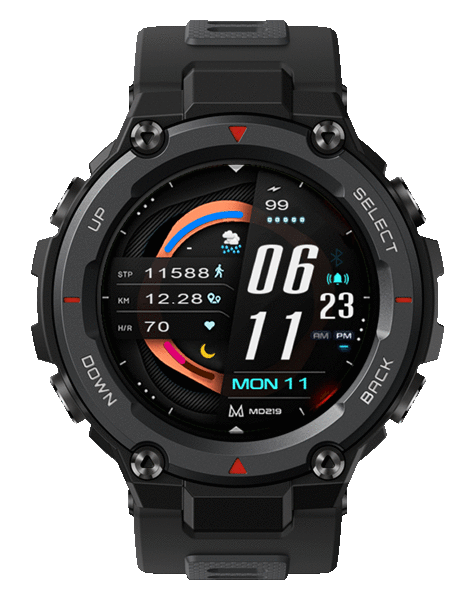 UP
SELECT
DOWN
BACK
99
STP 11588
KM 12.28
H/R 70
06
11
23
AM PM
MON 11
MD219